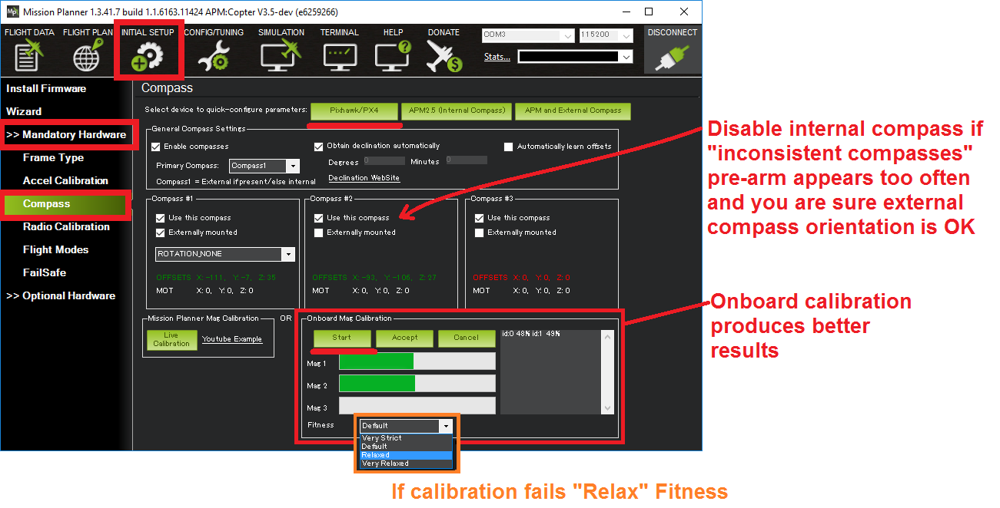 Mission Planner 1.3.41.7 build 1.1.6163.11424 APM:Copter V3.5-dev (e6259266)
FLIGHT DATA FLIGHT PLAN INITIAL SETUP CONFIG/TUNING SIMULATION TERMINAL HELP DONATE COM3 115200 DISCONNECT
Stats...
Install Firmware
Wizard
>> Mandatory Hardware
Frame Type
Accel Calibration
Compass
Radio Calibration
Flight Modes
FailSafe
>> Optional Hardware
Compass
Select device to quick-configure parameters: Pixhawk/PX4 APM2.5 (Internal Compass) APM and External Compass
General Compass Settings
Enable compasses Obtain declination automatically Automatically learn offsets
Primary Compass: Compass1 Degrees 0 Minutes 0
Compass1 = External if present/else internal Declination WebSite
Compass #1
Use this compass
Externally mounted
ROTATION_NONE
OFFSETS X: -111, Y: -7, Z: 35
MOT X: 0, Y: 0, Z: 0
Compass #2
Use this compass
Externally mounted
OFFSETS X: -93, Y: -106, Z: 27
MOT X: 0, Y: 0, Z: 0
Compass #3
Use this compass
Externally mounted
OFFSETS X: 0, Y: 0, Z: 0
MOT X: 0, Y: 0, Z: 0
Mission Planner Mag Calibration
Live
Calibration
Youtube Example
OR
Onboard Mag Calibration
Start Accept Cancel
id:0 48% id:1 49%
Mag 1
Mag 2
Mag 3
Fitness Default
Very Strict
Default
Relaxed
Very Relaxed
Disable internal compass if
"inconsistent compasses"
pre-arm appears too often
and you are sure external
compass orientation is OK
Onboard calibration
produces better
results
If calibration fails "Relax" Fitness